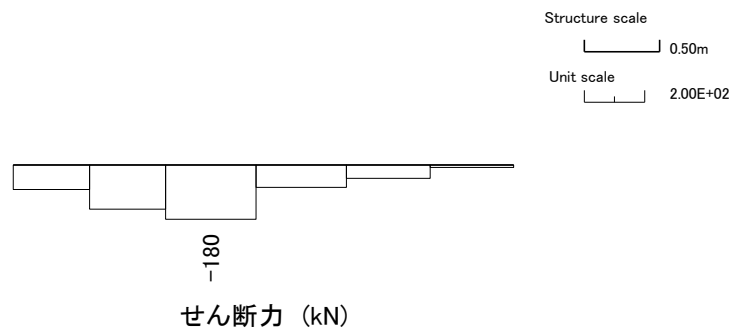 Structure scale
0.50m
Unit scale
2.00E+02
-180
せん断力 (kN)